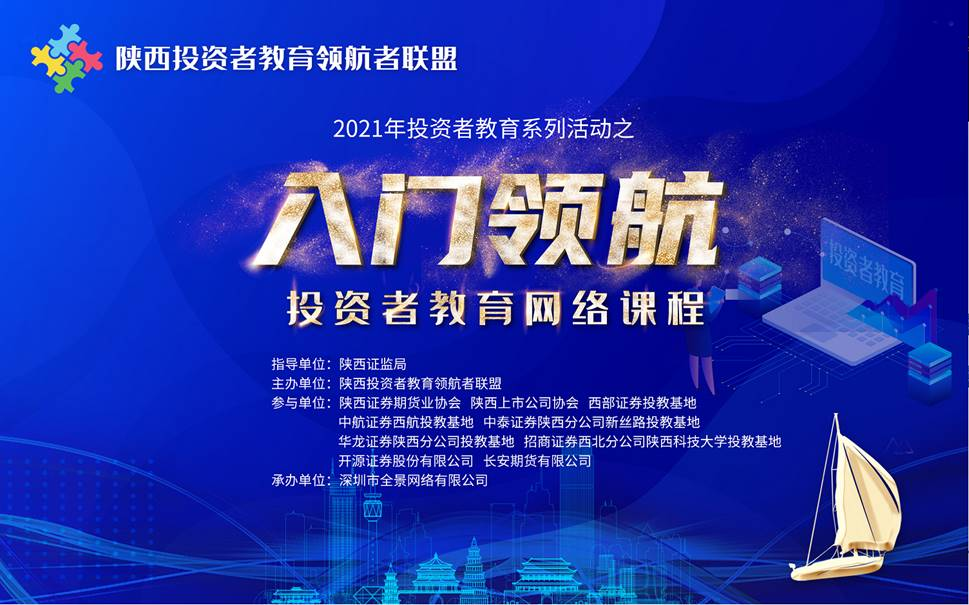 陕西投资者教育领航者联盟
2021年投资者教育系列活动之
入门领航
投资者教育
投资者教育网络课程
指导单位：陕西证监局
主办单位：陕西投资者教育领航者联盟
参与单位：陕西证券期货业协会 陕西上市公司协会 西部证券投教基地
中航证券西航投教基地 中泰证券陕西分公司新丝路投教基地
华龙证券陕西分公司投教基地 招商证券西北分公司陕西科技大学投教基地
开源证券股份有限公司 长安期货有限公司
承办单位：深圳市全景网络有限公司